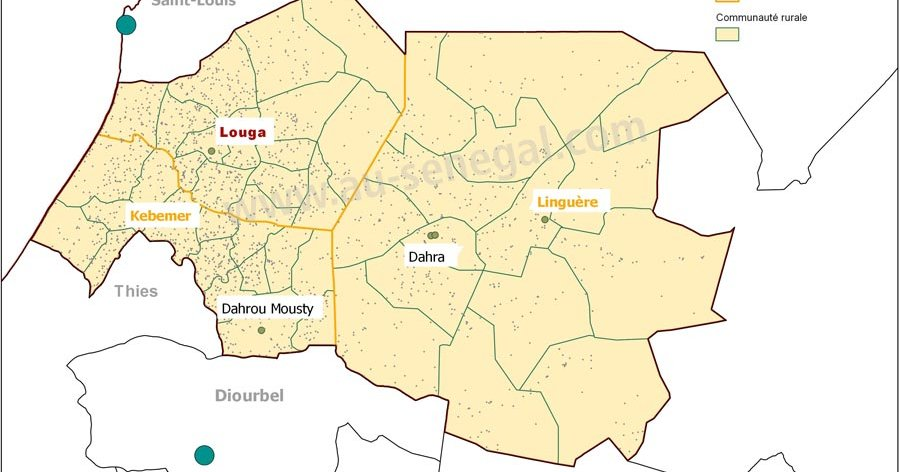 Saint-Louis
Communauté rurale
Louga
www.au-senegal.com
Linguère
Kebemer
Dahra
Thies
Dahrou Mousty
Diourbel